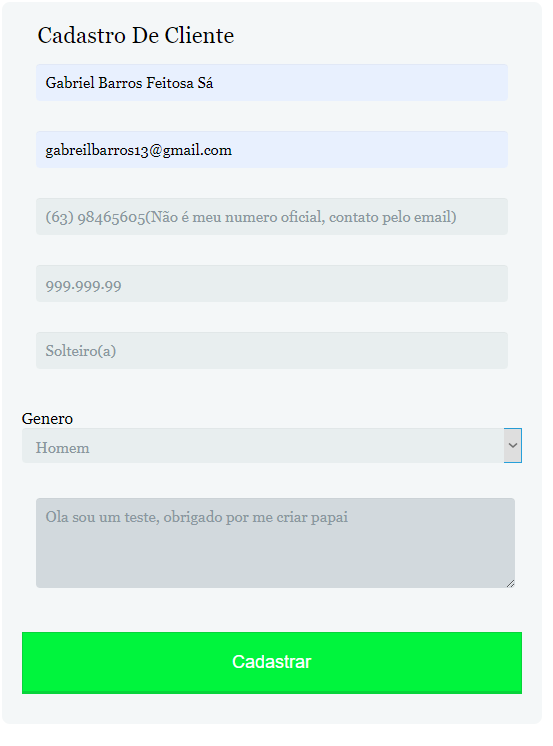 Cadastro De Cliente
Gabriel Barros Feitosa Sá
gabreilbarros13@gmail.com
(63) 98465605(Não é meu numero oficial, contato pelo email)
999.999.99
Solteiro(a)
Genero
Homem
Ola sou um teste, obrigado por me criar papai
Cadastrar